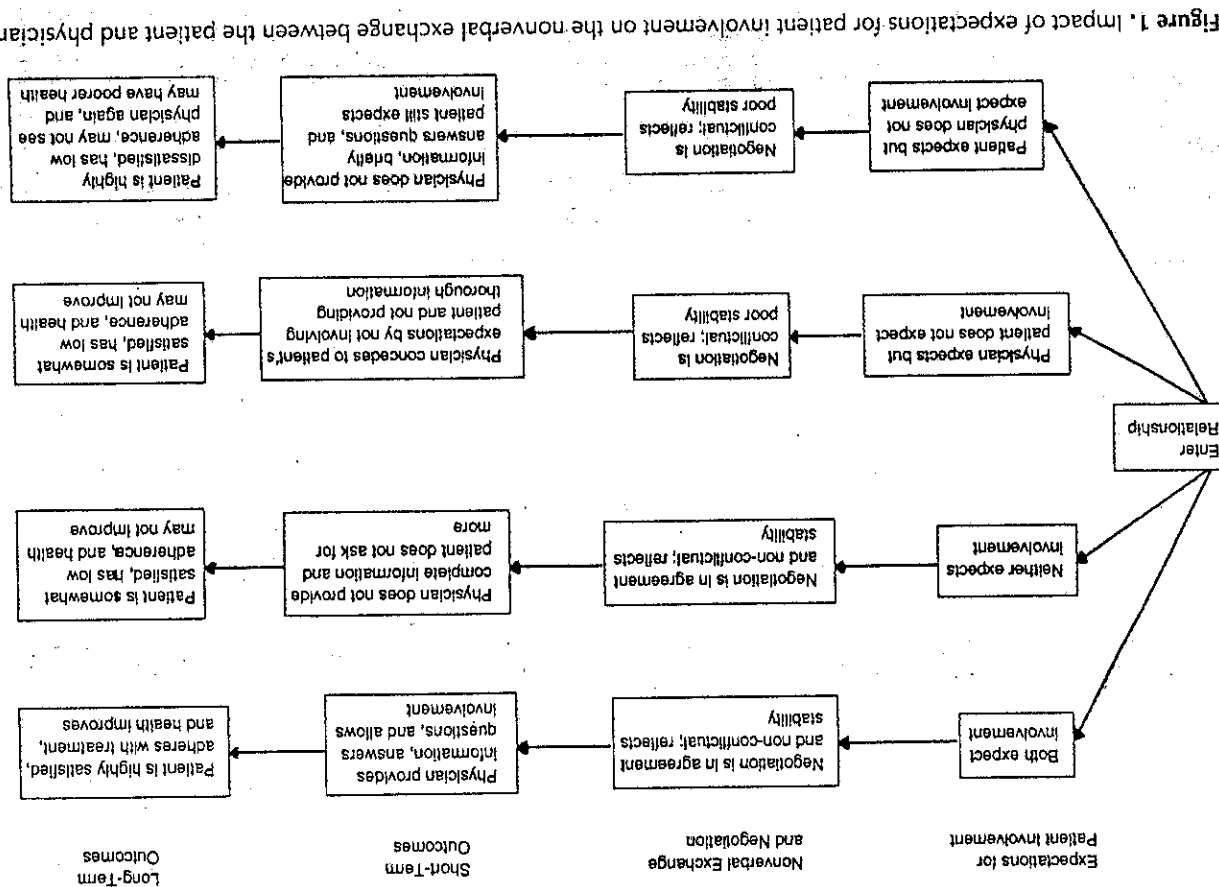 Expectations for
Patient Involvement
Nonverbal Exchange
and Negotiation
Short-Term
Outcomes
Long-Term
Outcomes
Both expect
involvement
Negotiation is in agreement
and non-conflictual; reflects
stability
Physician provides
information, answers
questions, and allows
involvement
Patient is highly satisfied,
adheres with treatment,
and health improves
Neither expects
involvement
Negotiation is in agreement
and non-conflictual; reflects
stability
Physician does not provide
complete information and
patient does not ask for
more
Patient is somewhat
satisfied, has low
adherence, and health
may not improve
Enter
Relationship
Physician expects but
patient does not expect
involvement
Negotiation is
conflictual; reflects
poor stability
Physician concedes to patient's
expectations by not involving
patient and not providing
thorough information
Patient is somewhat
satisfied, has low
adherence, and health
may not improve
Patient expects but
physician does not
expect involvement
Negotiation is
conflictual; reflects
poor stability
Physician does not provide
information, briefly
answers questions, and
patient still expects
involvement
Patient is highly
dissatisfied, has low
adherence, may not see
physician again, and
may have poorer health
Figure 1. Impact of expectations for patient involvement on the nonverbal exchange between the patient and physician